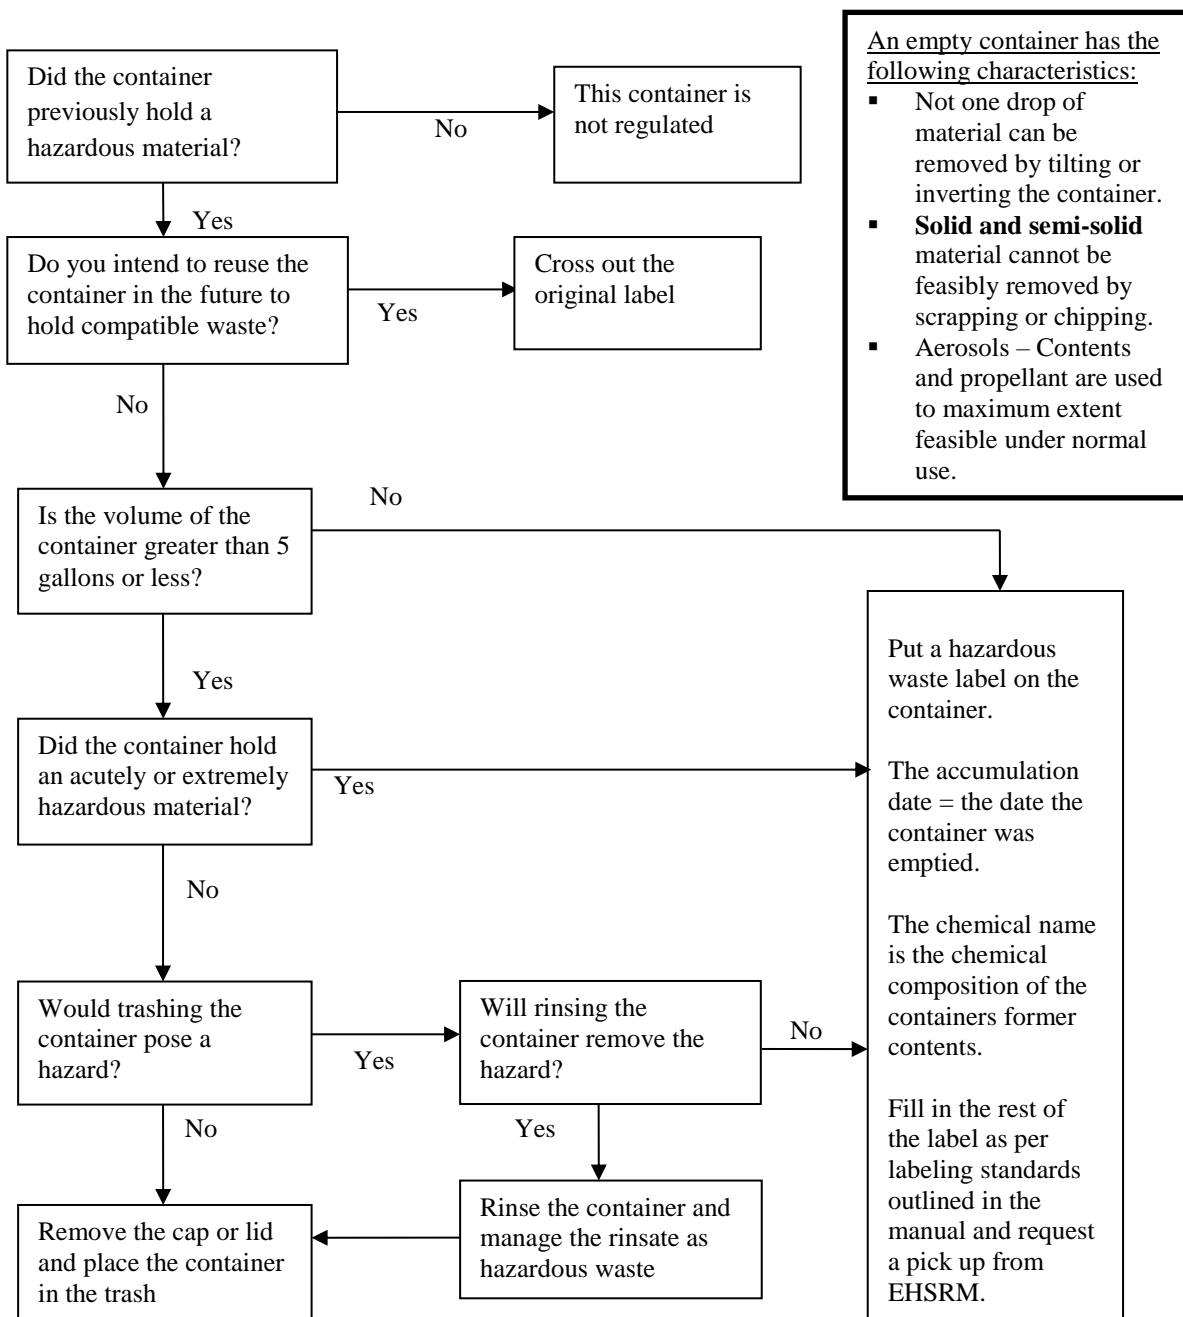 Did the container
previously hold a
hazardous material?
No
This container is
not regulated
Yes
Do you intend to reuse the
container in the future to
hold compatible waste?
Yes
Cross out the
original label
An empty container has the
following characteristics:
▪ Not one drop of
material can be
removed by tilting or
inverting the container.
▪ Solid and semi-solid
material cannot be
feasibly removed by
scrapping or chipping.
▪ Aerosols – Contents
and propellant are used
to maximum extent
feasible under normal
use.
No
Is the volume of the
container greater than 5
gallons or less?
No
Yes
Did the container hold
an acutely or extremely
hazardous material?
Yes
No
Would trashing the
container pose a
hazard?
Yes
Will rinsing the
container remove the
hazard?
No
No
Yes
Remove the cap or lid
and place the container
in the trash
Rinse the container and
manage the rinsate as
hazardous waste
Put a hazardous
waste label on the
container.
The accumulation
date = the date the
container was
emptied.
The chemical name
is the chemical
composition of the
containers former
contents.
Fill in the rest of
the label as per
labeling standards
outlined in the
manual and request
a pick up from
EHSRM.